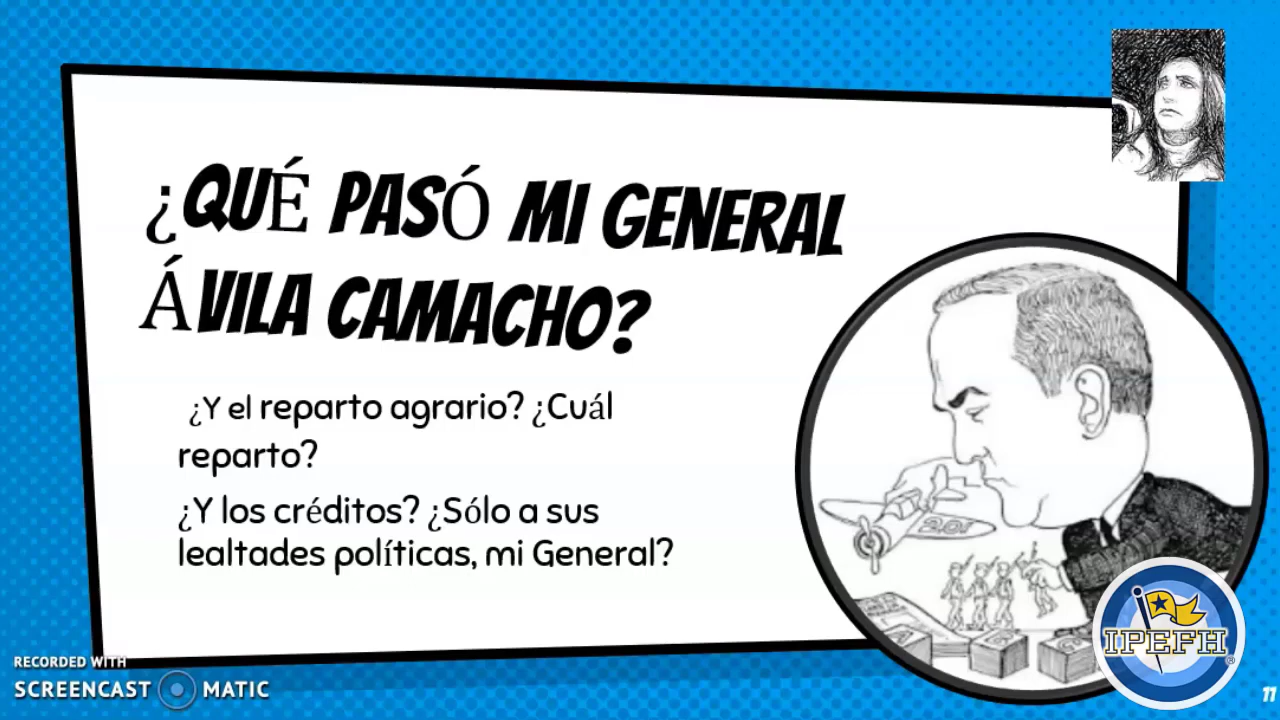 ¿QUÉ PASÓ MI GENERAL
ÁVILA CAMACHO?
¿Y el reparto agrario? ¿Cuál
reparto?
¿Y los créditos? ¿Sólo a sus
lealtades políticas, mi General?
201
IPEFH
®
RECORDED WITH
SCREENCAST MATIC
11